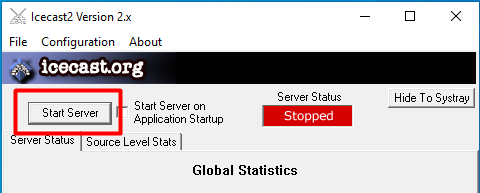 Icecast2 Version 2.x
File Configuration About
icecast.org
Start Server
Start Server on
Application Startup
Server Status
Stopped
Hide To Systray
Server Status
Source Level Stats
Global Statistics